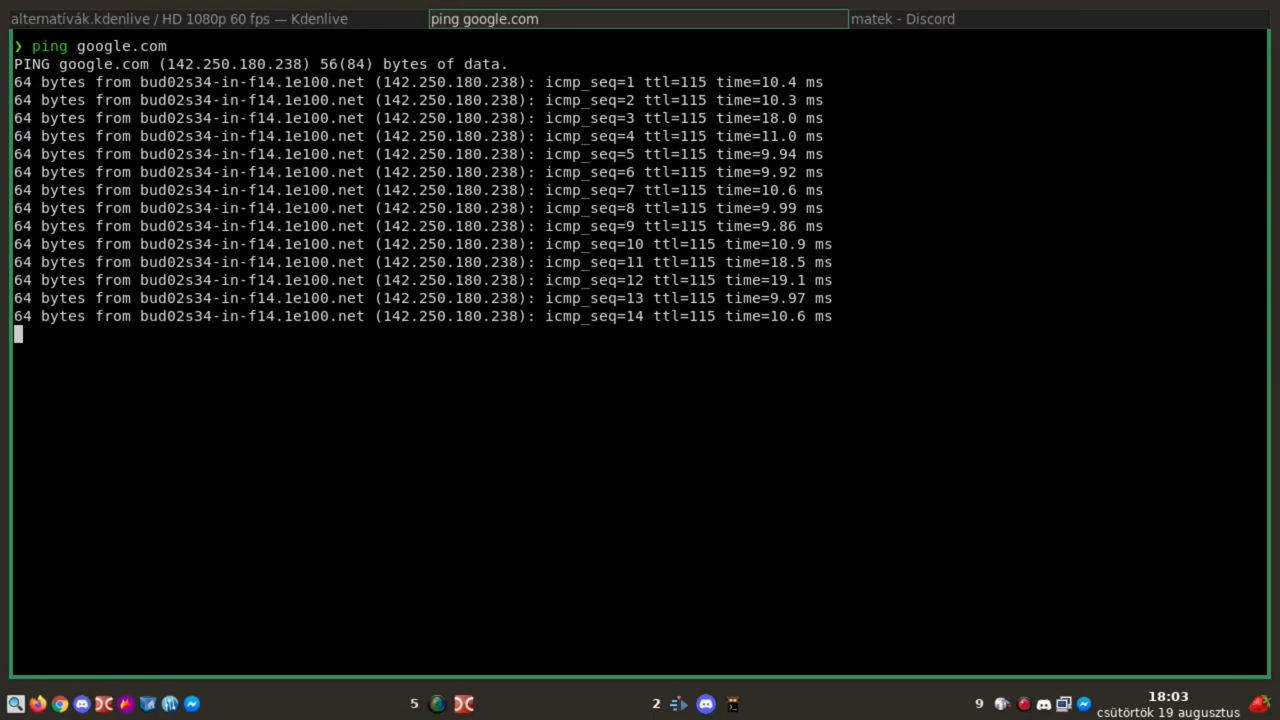 alternatívák.kdenlive / HD 1080p 60 fps — Kdenlive
ping google.com
matek - Discord
❯ ping google.com
PING google.com (142.250.180.238) 56(84) bytes of data.
64 bytes from bud02s34-in-f14.1e100.net (142.250.180.238): icmp_seq=1 ttl=115 time=10.4 ms
64 bytes from bud02s34-in-f14.1e100.net (142.250.180.238): icmp_seq=2 ttl=115 time=10.3 ms
64 bytes from bud02s34-in-f14.1e100.net (142.250.180.238): icmp_seq=3 ttl=115 time=18.0 ms
64 bytes from bud02s34-in-f14.1e100.net (142.250.180.238): icmp_seq=4 ttl=115 time=11.0 ms
64 bytes from bud02s34-in-f14.1e100.net (142.250.180.238): icmp_seq=5 ttl=115 time=9.94 ms
64 bytes from bud02s34-in-f14.1e100.net (142.250.180.238): icmp_seq=6 ttl=115 time=9.92 ms
64 bytes from bud02s34-in-f14.1e100.net (142.250.180.238): icmp_seq=7 ttl=115 time=10.6 ms
64 bytes from bud02s34-in-f14.1e100.net (142.250.180.238): icmp_seq=8 ttl=115 time=9.99 ms
64 bytes from bud02s34-in-f14.1e100.net (142.250.180.238): icmp_seq=9 ttl=115 time=9.86 ms
64 bytes from bud02s34-in-f14.1e100.net (142.250.180.238): icmp_seq=10 ttl=115 time=10.9 ms
64 bytes from bud02s34-in-f14.1e100.net (142.250.180.238): icmp_seq=11 ttl=115 time=18.5 ms
64 bytes from bud02s34-in-f14.1e100.net (142.250.180.238): icmp_seq=12 ttl=115 time=19.1 ms
64 bytes from bud02s34-in-f14.1e100.net (142.250.180.238): icmp_seq=13 ttl=115 time=9.97 ms
64 bytes from bud02s34-in-f14.1e100.net (142.250.180.238): icmp_seq=14 ttl=115 time=10.6 ms
5
2
9
18:03
csütörtök 19 augusztus